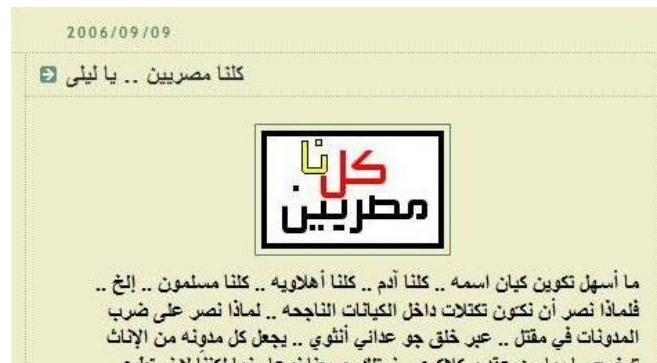 2006/09/09
كلنا مصريين .. يا ليلى
كلنا
مصريين
ما أسهل تكوين كيان اسمه .. كلنا آدم .. كلنا أهلاويه .. كلنا مسلمون .. إلخ ..
فلماذا نصر أن نكون تكتلات داخل الكيانات الناجحه .. لماذا نصر على ضرب
المدونات في مقتل .. عبر خلق جو عدائي أنثوي .. يجعل كل مدونه من الإناث